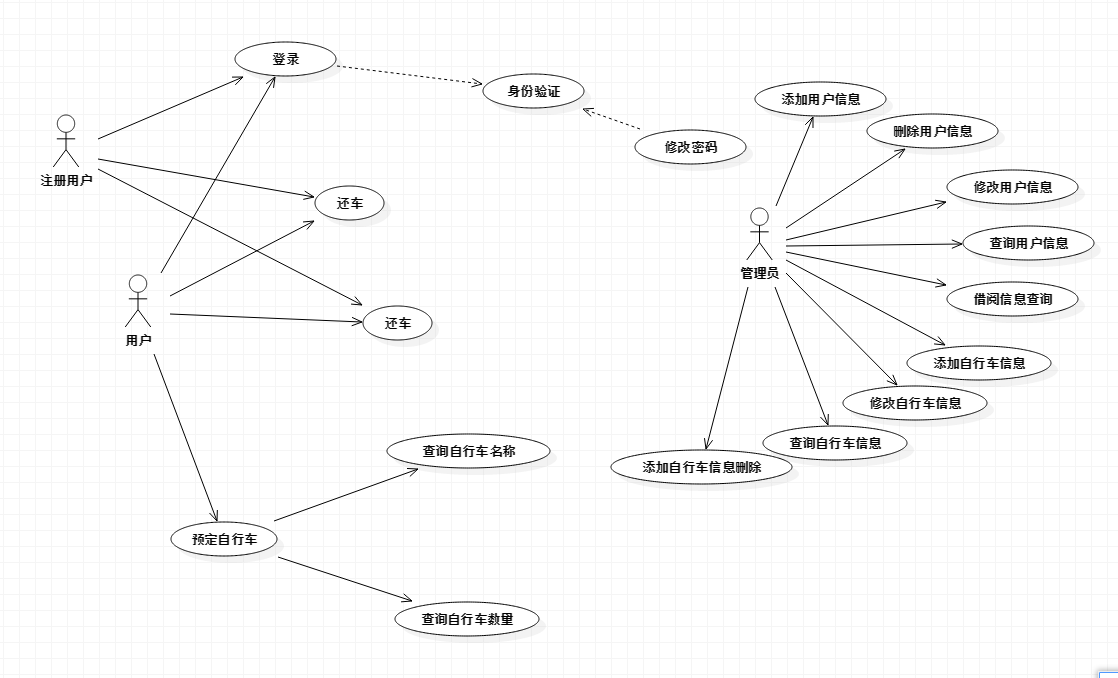 登录
身份验证
添加用户信息
删除用户信息
修改密码
注册用户
修改用户信息
还车
查询用户信息
管理员
借阅信息查询
还车
用户
添加自行车信息
修改自行车信息
查询自行车信息
查询自行车名称
添加自行车信息删除
预定自行车
查询自行车数量